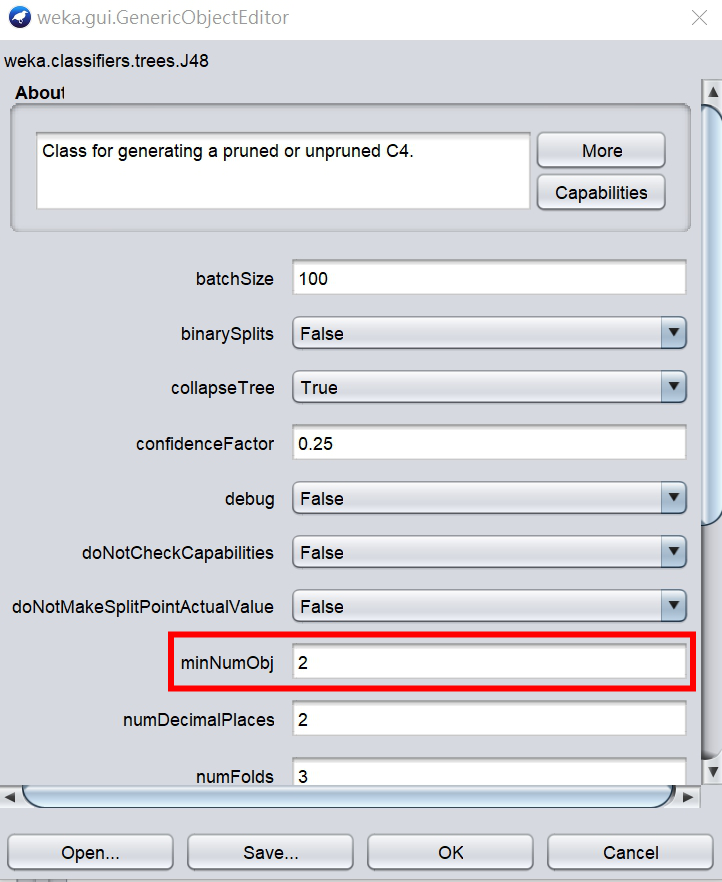 weka.gui.GenericObjectEditor
weka.classifiers.trees.J48
About
Class for generating a pruned or unpruned C4.
More
Capabilities
batchSize 100
binarySplits False
collapseTree True
confidenceFactor 0.25
debug False
doNotCheckCapabilities False
doNotMakeSplitPointActualValue False
minNumObj 2
numDecimalPlaces 2
numFolds 3
Open... Save... OK Cancel